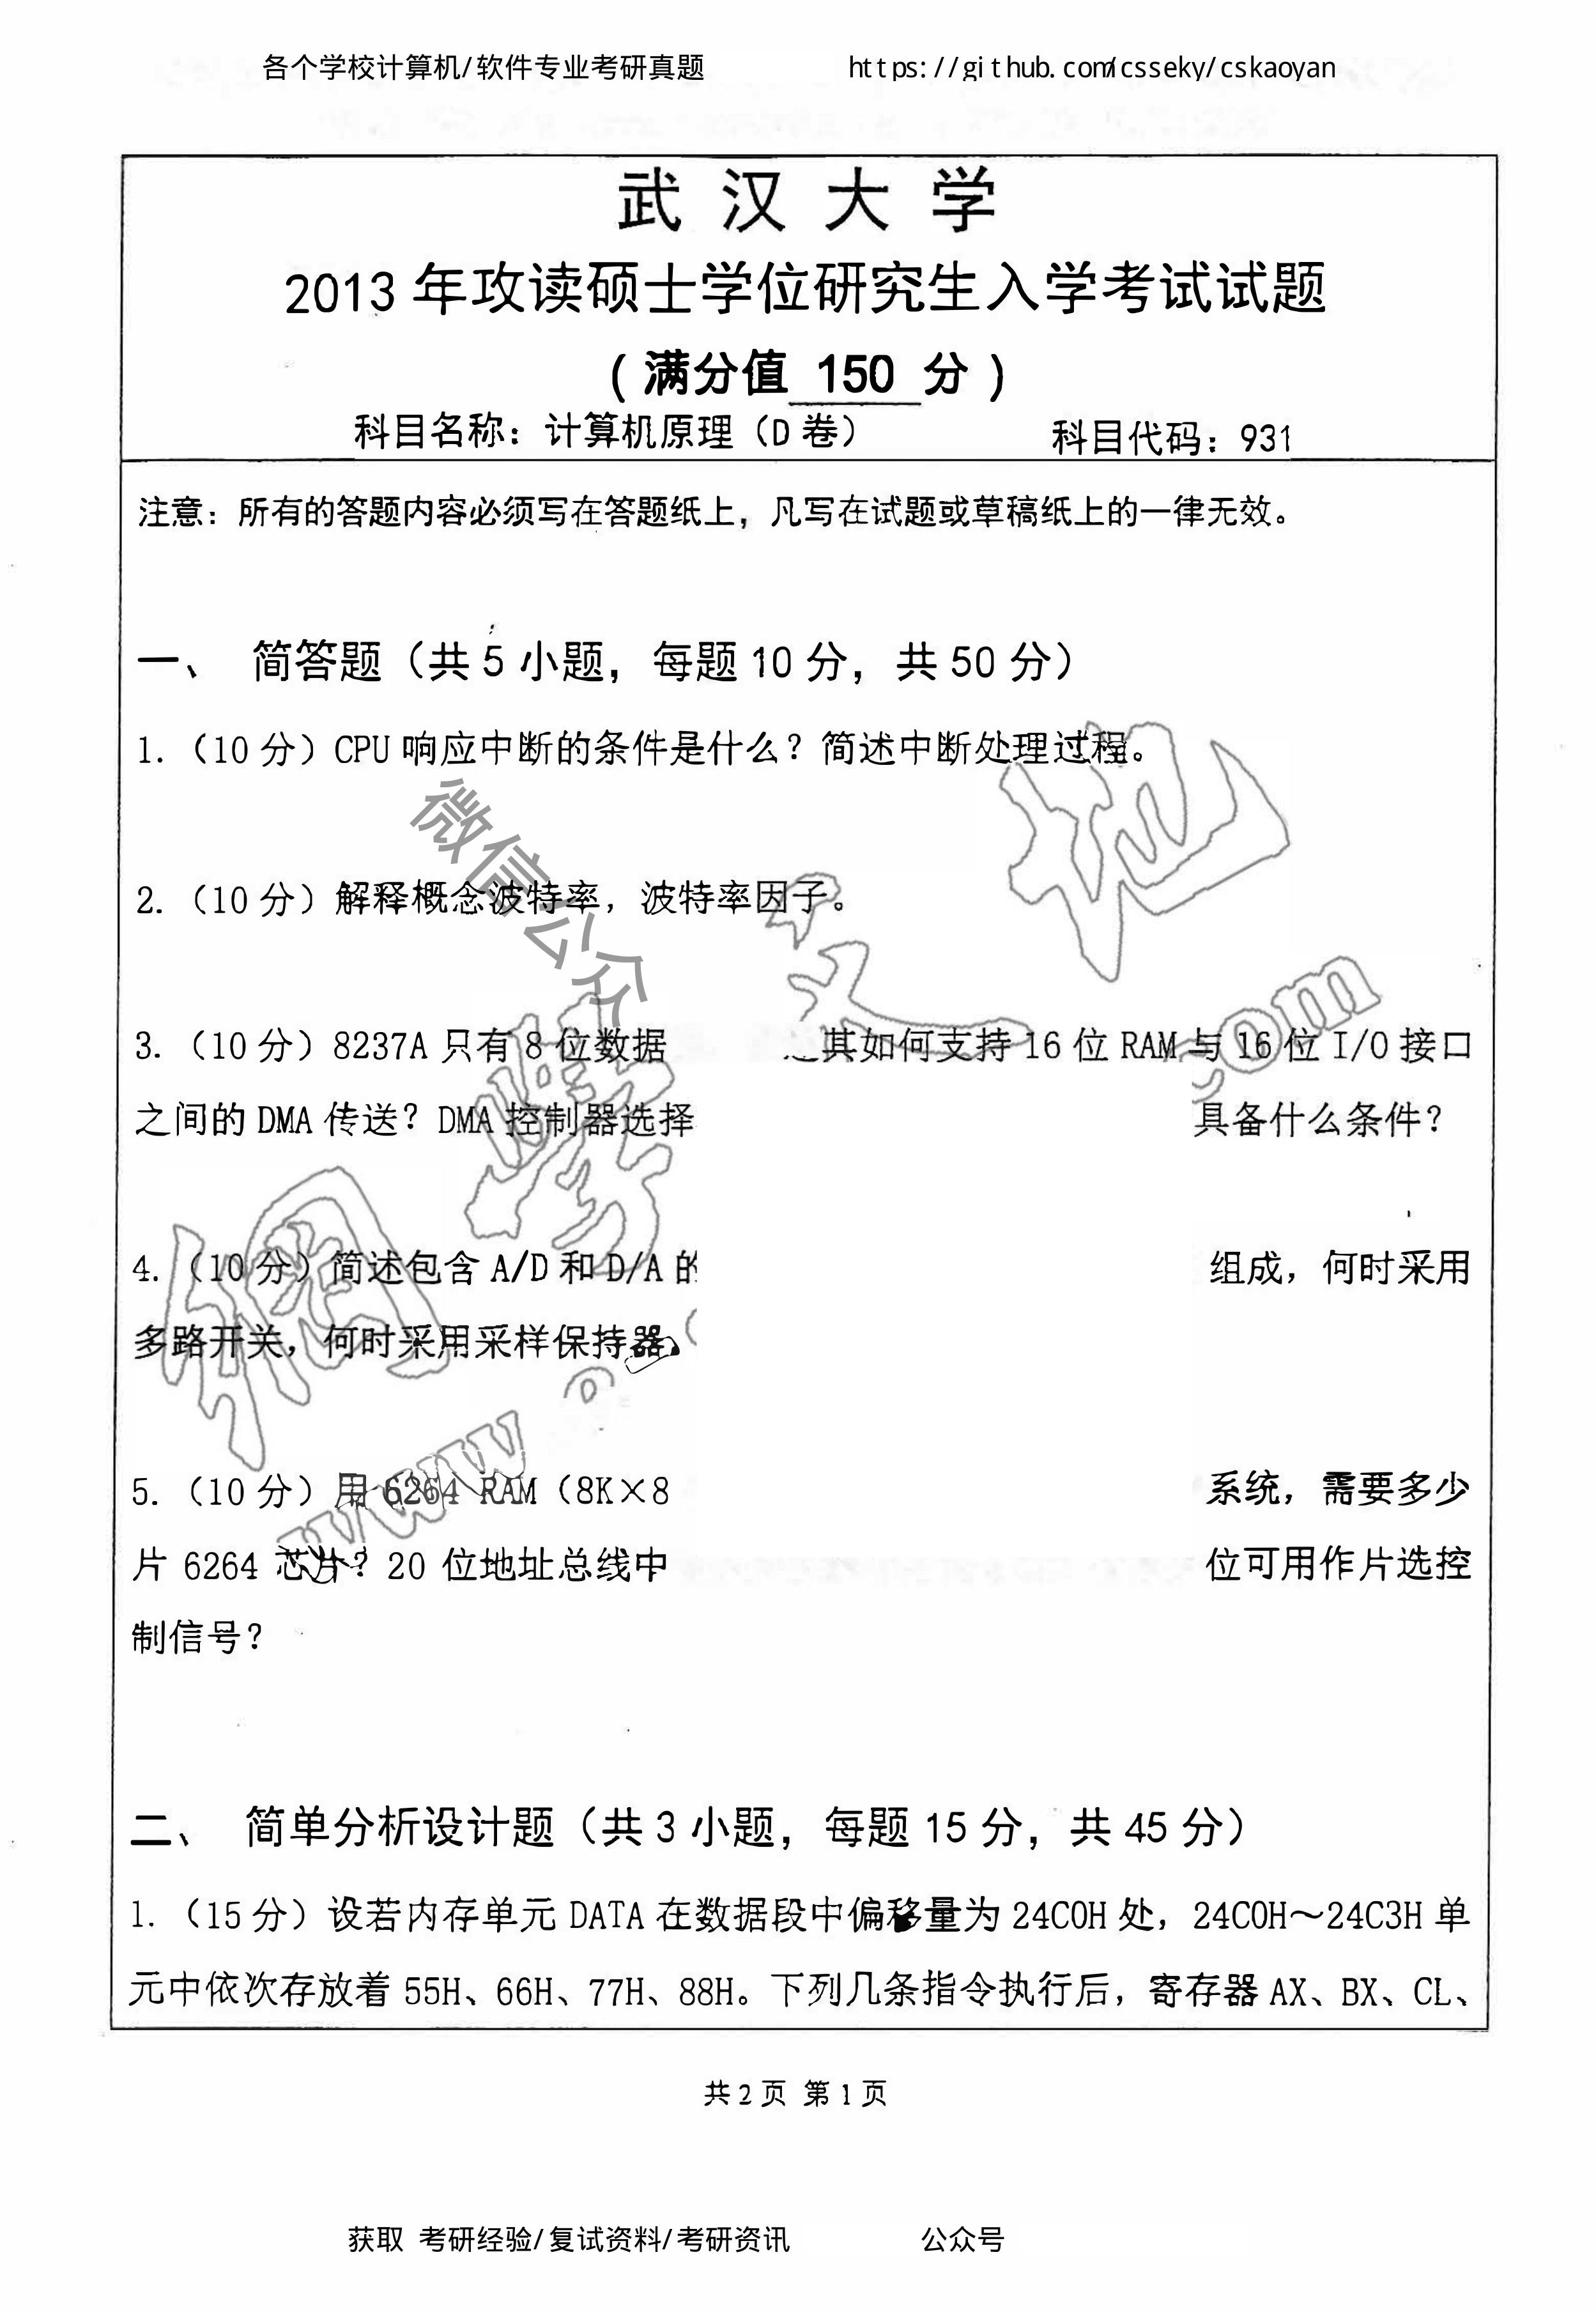 各个学校计算机/软件专业考研真题 https://github.com/csseky/cskaoyan
武汉大学
2013年攻读硕士学位研究生入学考试试题
(满分值 150 分)
科目名称：计算机原理（D卷） 科目代码：931
注意：所有的答题内容必须写在答题纸上，凡写在试题或草稿纸上的一律无效。
一、 简答题（共5小题，每题10分，共50分）
1.（10分）CPU响应中断的条件是什么？简述中断处理过程。
2.（10分）解释概念波特率，波特率因子。
3.（10分）8237A只有8位数据 其如何支持16位RAM与16位I/O接口
之间的DMA传送？DMA控制器选择 具备什么条件？
4.（10分）简述包含A/D和D/A的 组成，何时采用
多路开关，何时采用采样保持器。
5.（10分）用6264 RAM（8K×8 系统，需要多少
片6264芯片？20位地址总线中 位可用作片选控
制信号？
二、 简单分析设计题（共3小题，每题15分，共45分）
1.（15分）设若内存单元DATA在数据段中偏移量为24C0H处，24C0H～24C3H单
元中依次存放着55H、66H、77H、88H。下列几条指令执行后，寄存器AX、BX、CL、
共2页 第1页
获取 考研经验/复试资料/考研资讯 公众号
微信公众
网学天地
www. .com